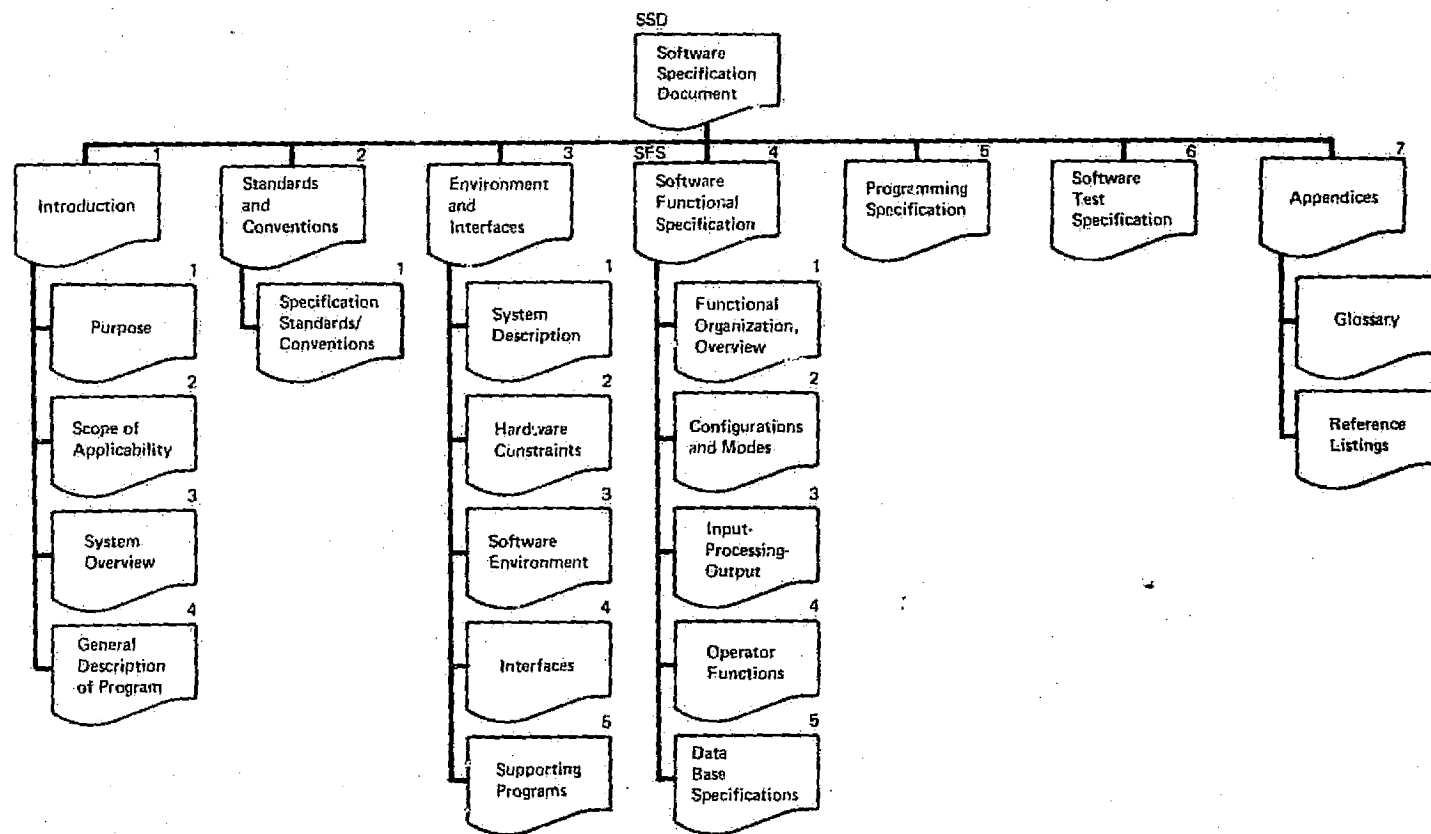 SSD
Software
Specification
Document
1
Introduction
1
Purpose
2
Scope of
Applicability
3
System
Overview
4
General
Description
of Program
2
Standards
and
Conventions
1
Specification
Standards/
Conventions
3
Environment
and
Interfaces
1
System
Description
2
Hardware
Constraints
3
Software
Environment
4
Interfaces
5
Supporting
Programs
SFS
4
Software
Functional
Specification
1
Functional
Organization,
Overview
2
Configurations
and Modes
3
Input-
Processing-
Output
4
Operator
Functions
5
Data
Base
Specifications
5
Programming
Specification
6
Software
Test
Specification
7
Appendices
Glossary
Reference
Listings